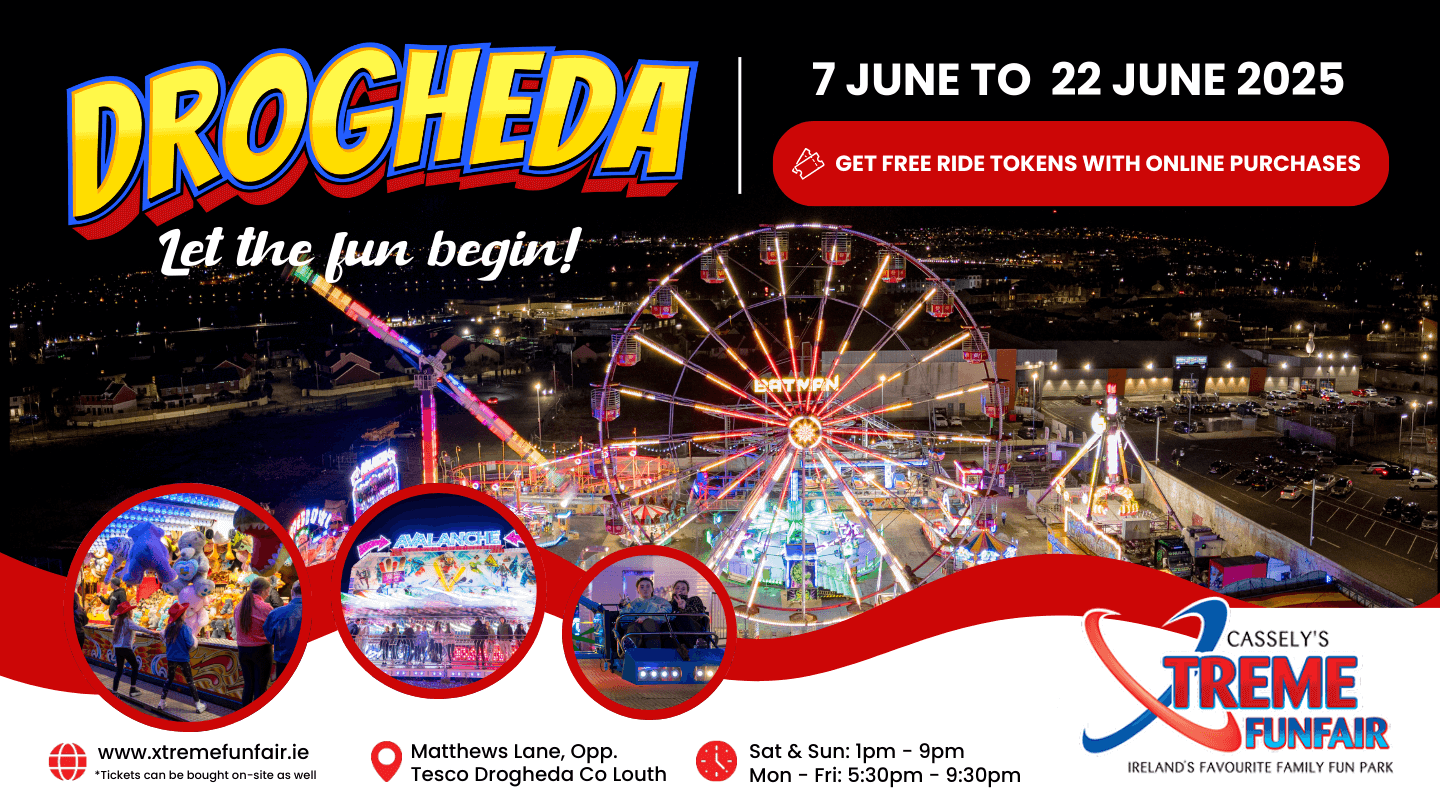 DROGHEDA
Let the fun begin!
7 JUNE TO 22 JUNE 2025
GET FREE RIDE TOKENS WITH ONLINE PURCHASES
BATMAN
AVALANCHE
www.xtremefunfair.ie
*Tickets can be bought on-site as well
Matthews Lane, Opp.
Tesco Drogheda Co Louth
Sat & Sun: 1pm - 9pm
Mon - Fri: 5:30pm - 9:30pm
CASSELY'S
XTREME
FUNFAIR
IRELAND'S FAVOURITE FAMILY FUN PARK